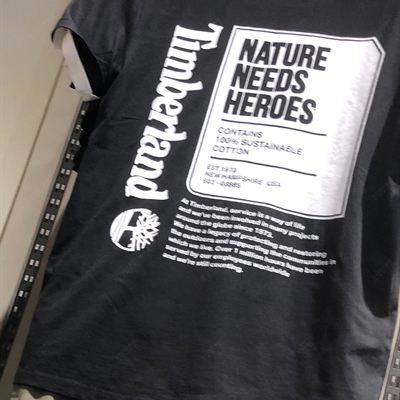 Timberland
NATURE
NEEDS
HEROES
CONTAINS
100% SUSTAINABLE
COTTON
EST 1973
NEW HAMPSHIRE USA
At Timberland, service is a way of life
and we've been involved in many projects
around the globe since 1973.
We have a legacy of protecting and restoring
the outdoors and supporting the communities in
which we live. Over 1 million hours have been
served by our employees worldwide
and we're still counting.